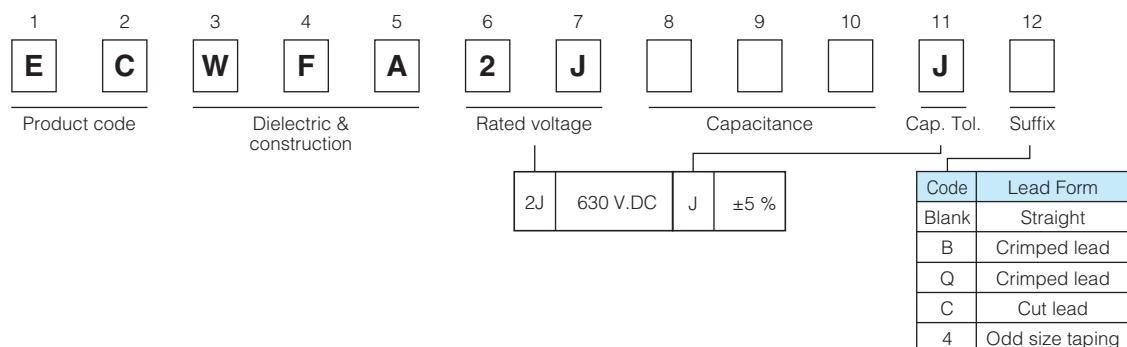 1 2 3 4 5 6 7 8 9 10 11 12
E C W F A 2 J J
Product code Dielectric & construction Rated voltage Capacitance Cap. Tol. Suffix
2J 630 V.DC J ±5 %
Code Lead Form
Blank Straight
B Crimped lead
Q Crimped lead
C Cut lead
4 Odd size taping